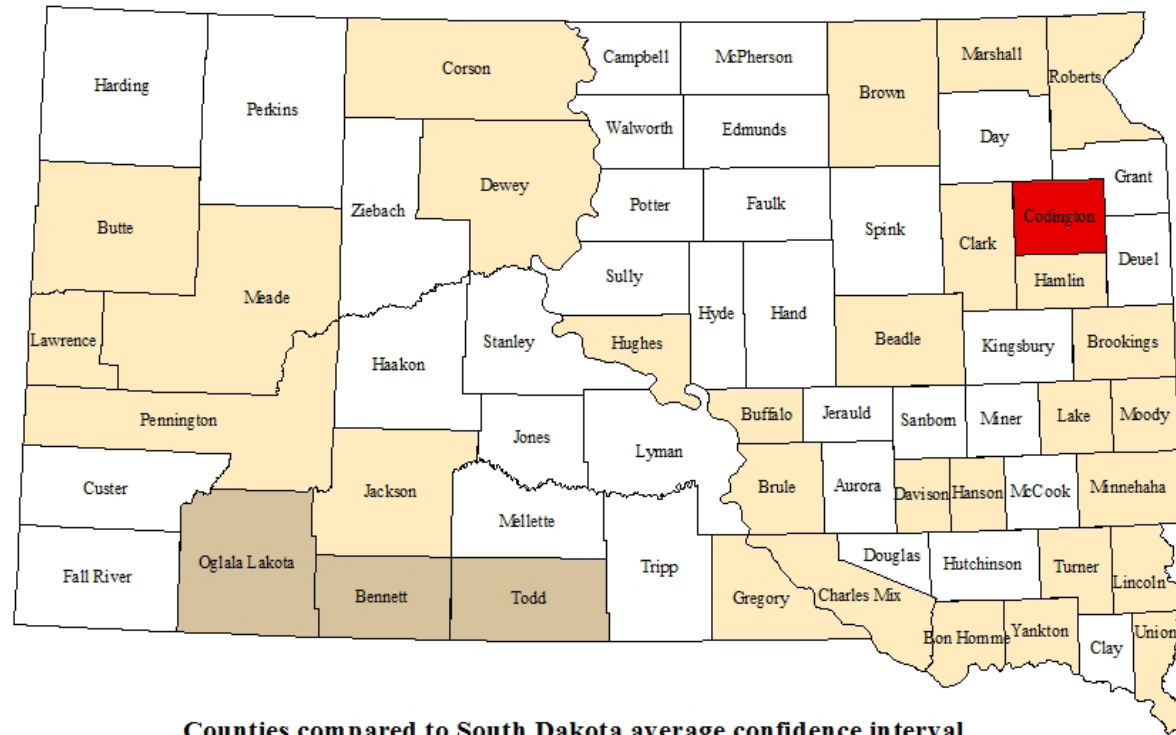 Harding
Perkins
Corson
Campbell
McPherson
Brown
Marshall
Roberts
Walworth
Edmunds
Day
Grant
Dewey
Ziebach
Potter
Faulk
Spink
Clark
Codington
Deuel
Butte
Meade
Sully
Hyde
Hand
Hamlin
Lawrence
Haakon
Stanley
Hughes
Beadle
Kingsbury
Brookings
Pennington
Jones
Lyman
Buffalo
Jerauld
Sanborn
Miner
Lake
Moody
Custer
Jackson
Mellette
Brule
Aurora
Davison
Hanson
McCook
Minnehaha
Fall River
Oglala Lakota
Bennett
Todd
Tripp
Gregory
Charles Mix
Douglas
Hutchinson
Turner
Lincoln
Bon Homme
Yankton
Clay
Union
Counties compared to South Dakota average confidence interval